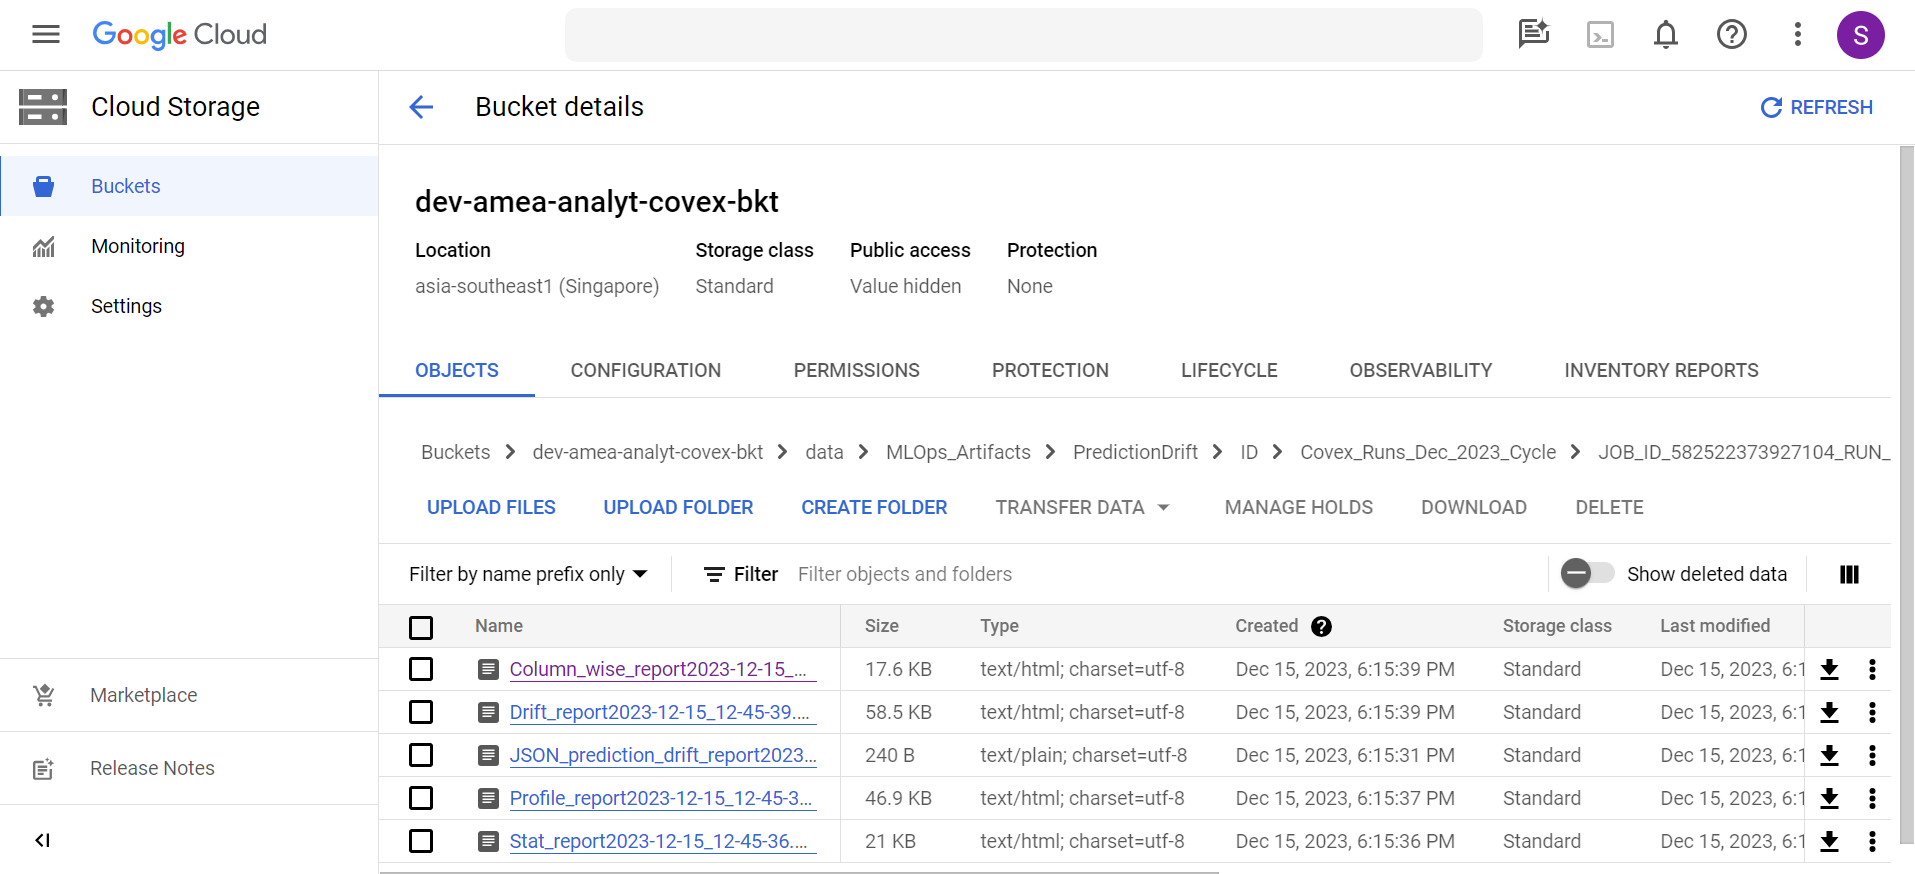 Google Cloud
S
Cloud Storage
Bucket details
REFRESH
Buckets
Monitoring
Settings
Marketplace
Release Notes
dev-amea-analyt-covex-bkt
Location Storage class Public access Protection
asia-southeast1 (Singapore) Standard Value hidden None
OBJECTS CONFIGURATION PERMISSIONS PROTECTION LIFECYCLE OBSERVABILITY INVENTORY REPORTS
Buckets > dev-amea-analyt-covex-bkt > data > MLOps_Artifacts > PredictionDrift > ID > Covex_Runs_Dec_2023_Cycle > JOB_ID_582522373927104_RUN_
UPLOAD FILES UPLOAD FOLDER CREATE FOLDER TRANSFER DATA MANAGE HOLDS DOWNLOAD DELETE
Filter by name prefix only Filter Filter objects and folders Show deleted data
Name Size Type Created ? Storage class Last modified
Column_wise_report2023-12-15_... 17.6 KB text/html; charset=utf-8 Dec 15, 2023, 6:15:39 PM Standard Dec 15, 2023, 6:1
Drift_report2023-12-15_12-45-39.... 58.5 KB text/html; charset=utf-8 Dec 15, 2023, 6:15:39 PM Standard Dec 15, 2023, 6:1
JSON_prediction_drift_report2023... 240 B text/plain; charset=utf-8 Dec 15, 2023, 6:15:31 PM Standard Dec 15, 2023, 6:1
Profile_report2023-12-15_12-45-3... 46.9 KB text/html; charset=utf-8 Dec 15, 2023, 6:15:37 PM Standard Dec 15, 2023, 6:1
Stat_report2023-12-15_12-45-36.... 21 KB text/html; charset=utf-8 Dec 15, 2023, 6:15:36 PM Standard Dec 15, 2023, 6:1